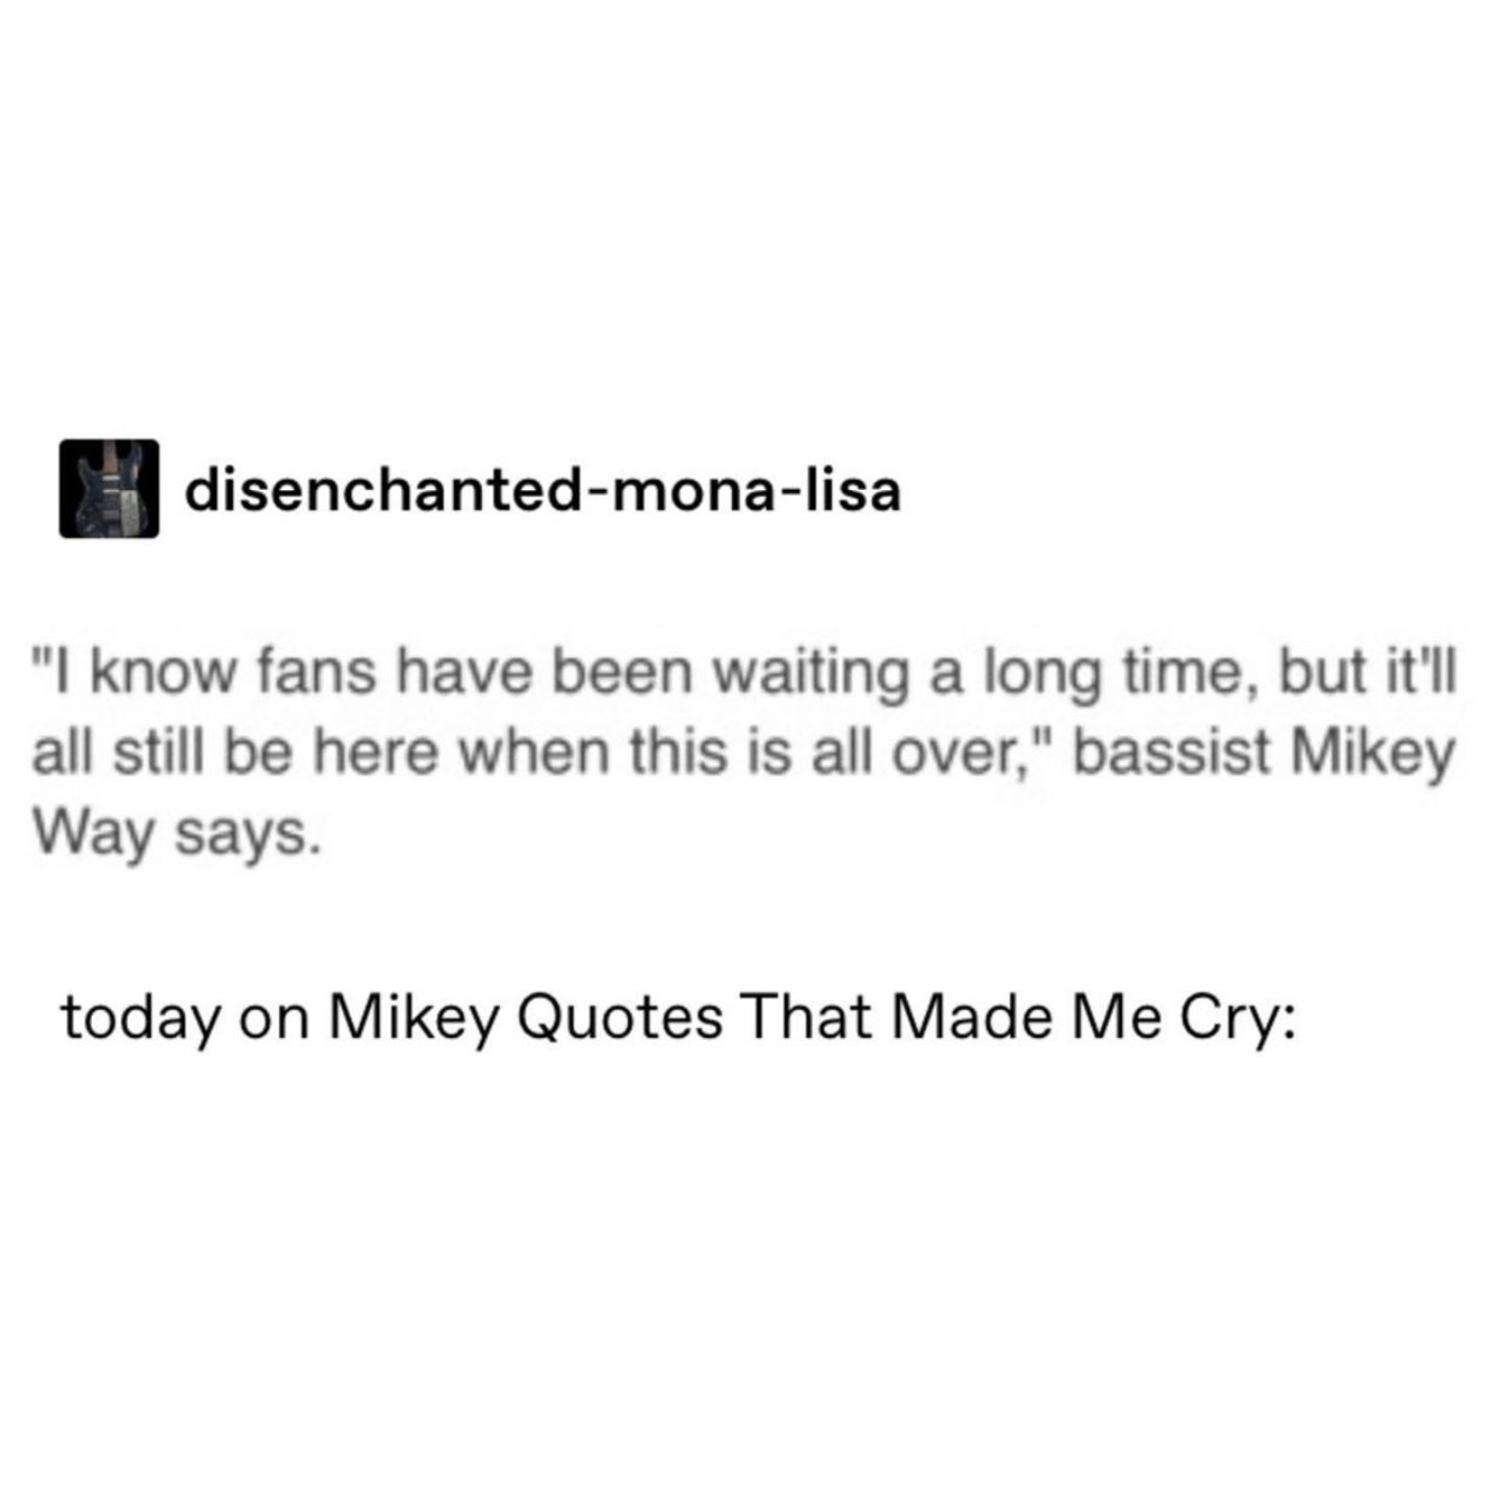 disenchanted-mona-lisa
"I know fans have been waiting a long time, but it'll
all still be here when this is all over," bassist Mikey
Way says.
today on Mikey Quotes That Made Me Cry: